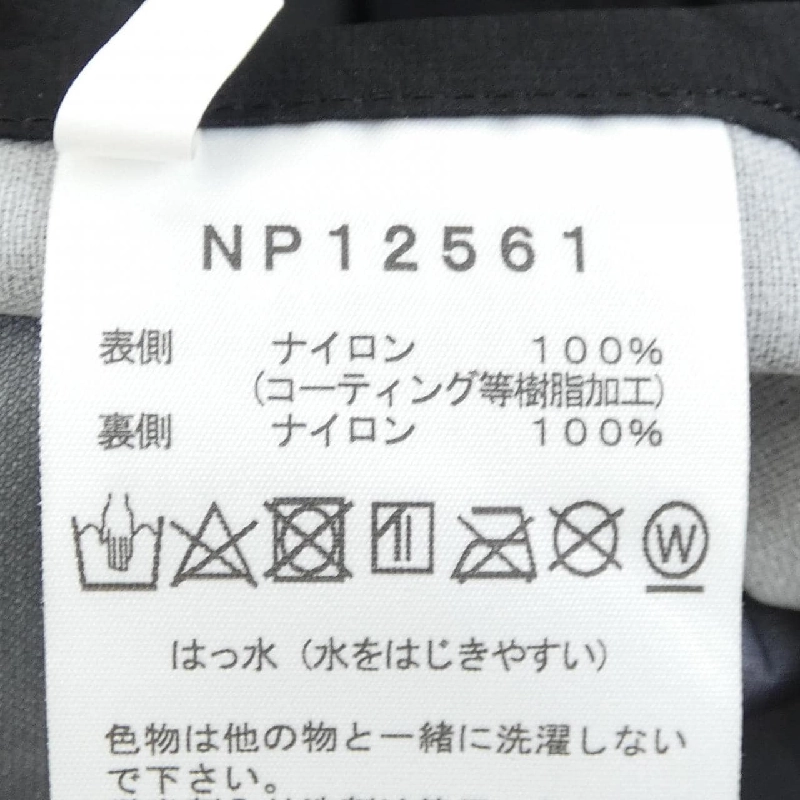 NP12561
表側 ナイロン 100%
(コーティング等樹脂加工)
裏側 ナイロン 100%
W
はっ水 (水をはじきやすい)
色物は他の物と一緒に洗濯しない
で下さい。